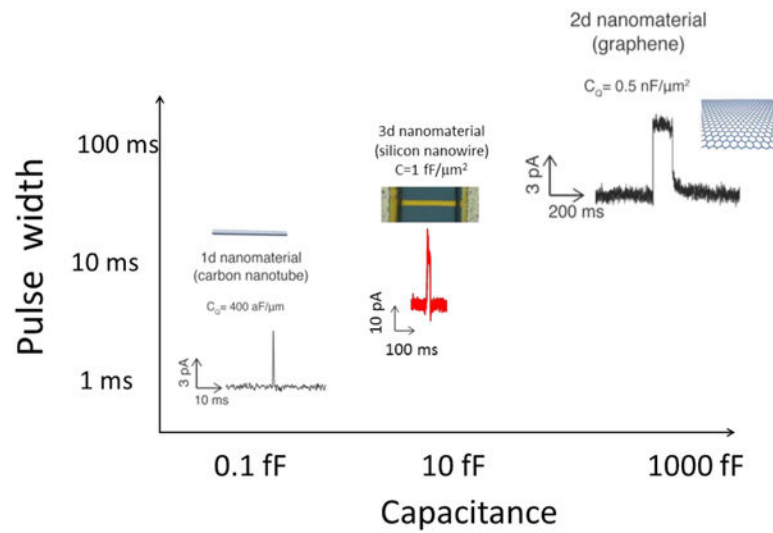 2d nanomaterial
(graphene)
C_Q = 0.5 nF/µm²
3 pA
200 ms
3d nanomaterial
(silicon nanowire)
C=1 fF/µm²
10 pA
100 ms
1d nanomaterial
(carbon nanotube)
C_Q= 400 aF/µm
3 pA
10 ms
Pulse width
100 ms
10 ms
1 ms
0.1 fF
10 fF
1000 fF
Capacitance